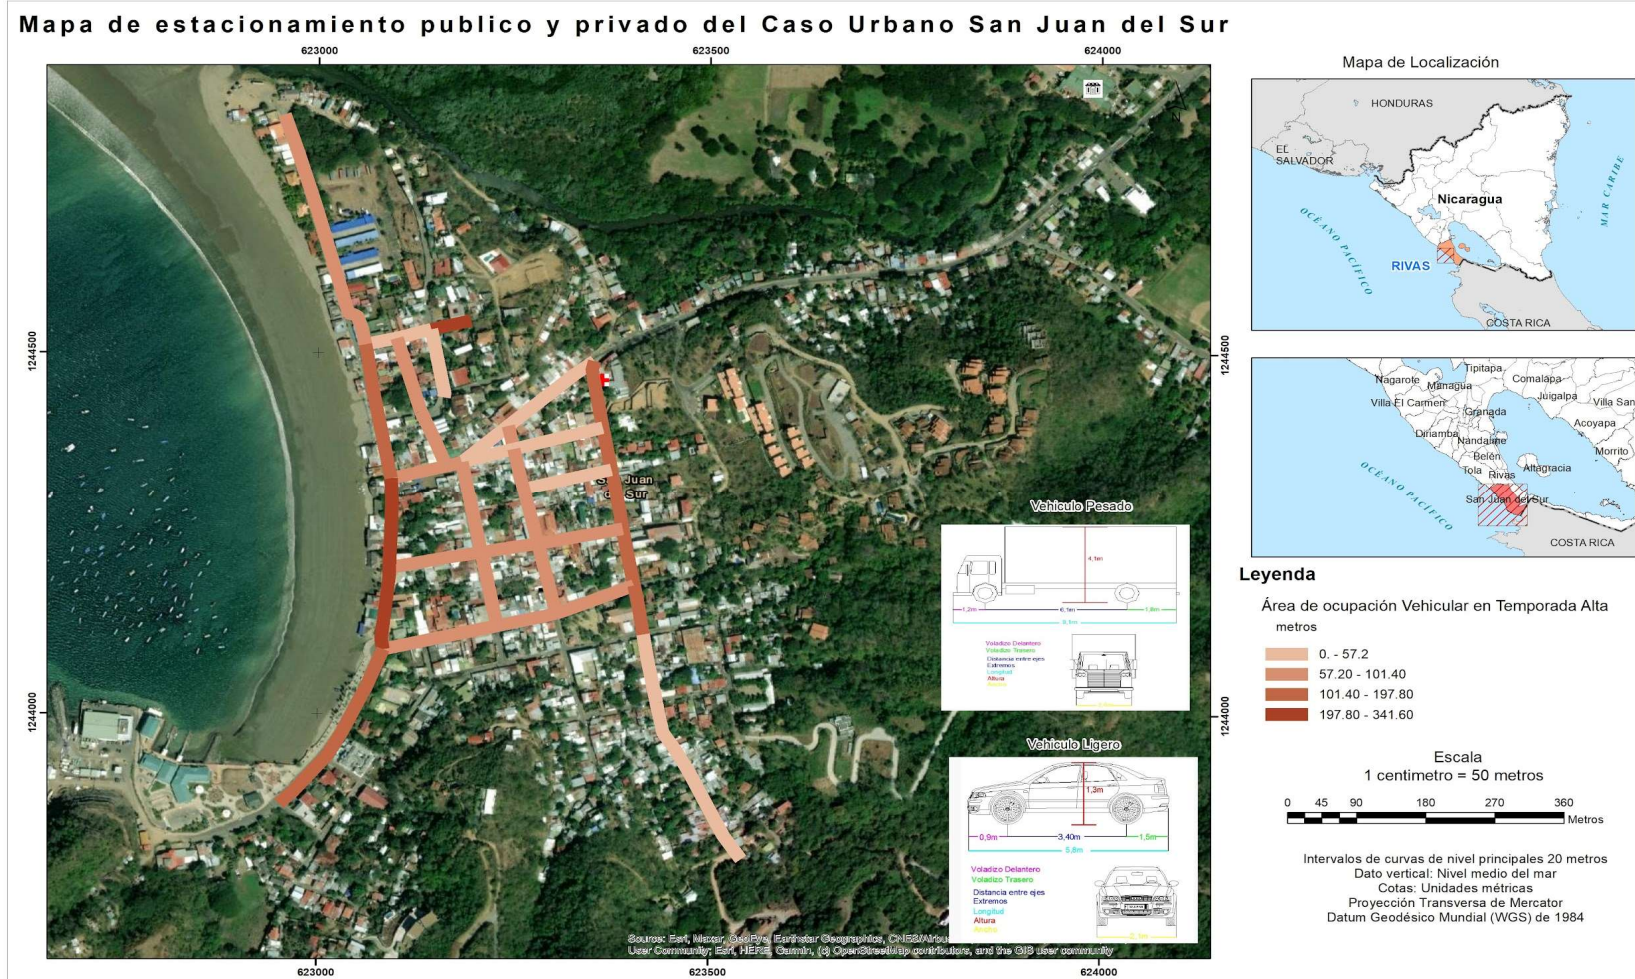 Mapa de estacionamiento publico y privado del Caso Urbano San Juan del Sur
623000
623500
624000
1244500
1244500
1244000
1244000
623000
623500
624000
San Juan
del Sur
Vehiculo Pesado
4,1m
1,2m
6,1m
1,8m
Voladizo Delantero
Voladizo Trasero
Distancia entre ejes
Extremos
Longitud
Altura
Vehiculo Ligero
1,3m
0,9m
3,40m
1,5m
5,8m
Voladizo Delantero
Voladizo Trasero
Distancia entre ejes
Extremos
Longitud
Altura
Ancho
Source: Esri, Maxar, GeoEye, Earthstar Geographics, CNES/Airbus
User Community; Esri, HERE, Garmin, (c) OpenStreetMap contributors, and the GIS user community
Mapa de Localización
HONDURAS
EL
SALVADOR
Nicaragua
MAR CARIBE
OCÉANO PACÍFICO
RIVAS
COSTA RICA
Tipitapa
Nagarote
Managua
Comalapa
Juigalpa
Villa El Carmen
Villa San
Granada
Acoyapa
Diriamba
Nandaime
Morrito
Belén
Tola
Rivas
Altagracia
OCÉANO PACÍFICO
San Juan del Sur
COSTA RICA
Leyenda
Área de ocupación Vehicular en Temporada Alta
metros
0. - 57.2
57.20 - 101.40
101.40 - 197.80
197.80 - 341.60
Escala
1 centimetro = 50 metros
0 45 90 180 270 360
Metros
Intervalos de curvas de nivel principales 20 metros
Dato vertical: Nivel medio del mar
Cotas: Unidades métricas
Proyección Transversa de Mercator
Datum Geodésico Mundial (WGS) de 1984